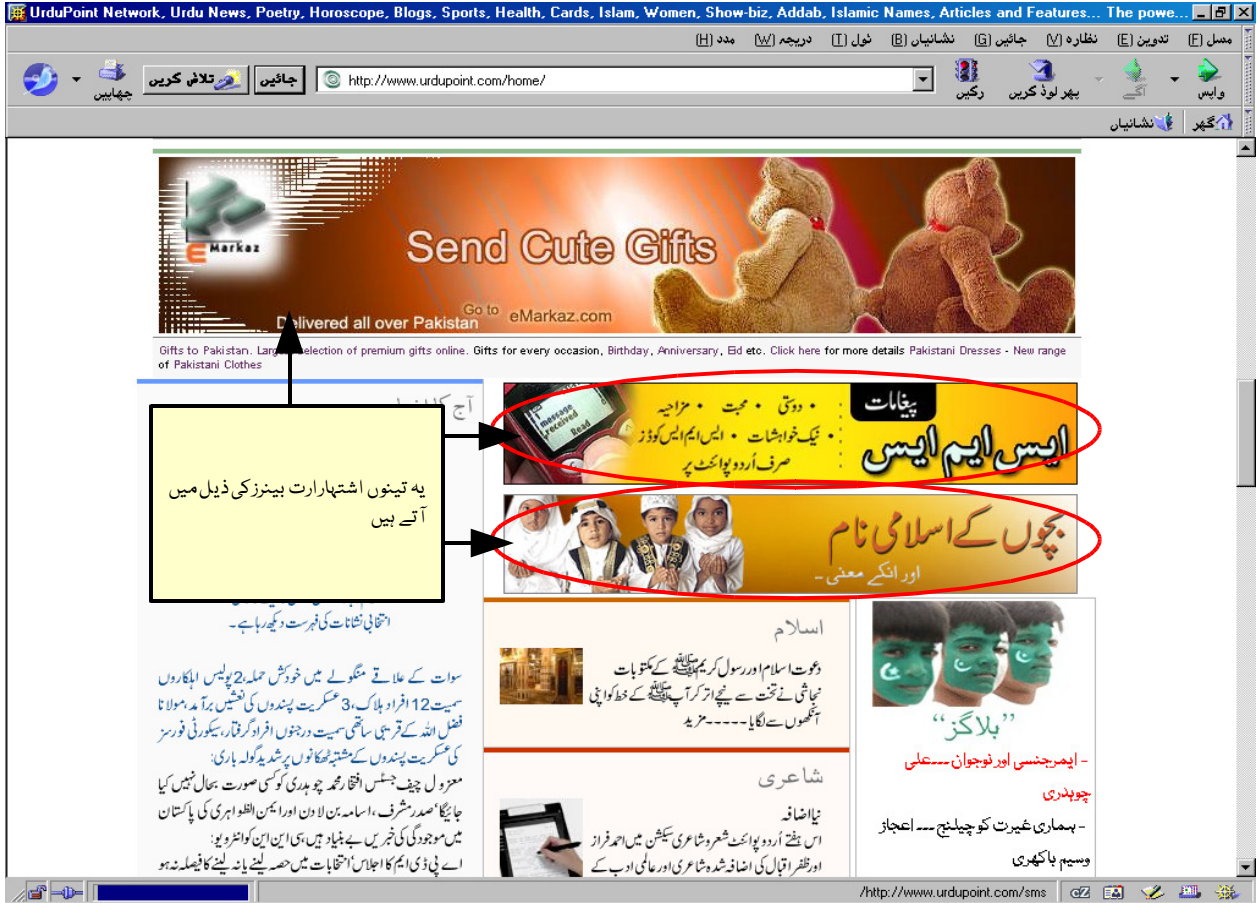 UrduPoint Network, Urdu News, Poetry, Horoscope, Blogs, Sports, Health, Cards, Islam, Women, Show-biz, Addab, Islamic Names, Articles and Features... The powe...
مسل (F) تدوین (E) نظارہ (V) جائیں (G) نشانیاں (B) ٹول (T) دریچہ (W) مدد (H)
واپس آگے پھر لوڈ کریں رکیں http://www.urdupoint.com/home/ جائیں تلاش کریں چھاپیں
گھر نشانیاں
EMarkaz
Send Cute Gifts
Delivered all over Pakistan Go to eMarkaz.com
Gifts to Pakistan. selection of premium gifts online. Gifts for every occasion, Birthday, Anniversary, Eid etc. Click here for more details Pakistani Dresses - New range
of Pakistani Clothes
آج کا
یہ تینوں اشتہارارت بینرز کی ذیل میں
آتے ہیں
message
received
Read
پیغامات
ایس ایم ایس
• دوستی • محبت • مزاحیہ
• نیک خواہشات • ایس ایم ایس کوڈز
صرف اُردو پوائنٹ پر
بچوں کے اسلامی نام
اور انکے معنی۔
انتخابی نشانات کی فہرست دیکھ رہا ہے۔
سوات کے علاقے منگولے میں خودکش حملہ،2 پولیس اہلکاروں
سمیت 12 افراد ہلاک،3 عسکریت پسندوں کی نعشیں برآمد،مولانا
فضل اللہ کے قریبی ساتھی سمیت درجنوں افراد گرفتار،سیکورٹی فورسز
کی عسکریت پسندوں کے مشتبہ ٹھکانوں پر شدید گولہ باری:
معزول چیف جسٹس افتخار محمد چوہدری کو کسی صورت بحال نہیں کیا
جائیگا‘صدر مشرف ،اسامہ بن لادن اور ایمن الظواہری کی پاکستان
میں موجودگی کی خبریں بے بنیاد ہیں،سی این این کو انٹرویو:
اے پی ڈی ایم کا اجلاس‘انتخابات میں حصہ لینے یا نہ لینے کا فیصلہ نہ ہو
اسلام
دعوت اسلام اور رسول کریم ﷺ کے مکتوبات
نجاشی نے تخت سے نیچے اتر کر آپ ﷺ کے خط کو اپنی
آنکھوں سے لگایا ۔۔۔۔۔۔مزید
شاعری
نیا اضافہ
اس ہفتے اُردو پوائنٹ شعر و شاعری سیکشن میں احمد فراز
اور ظفر اقبال کی اضافہ شدہ شاعری اور عالمی ادب کے
”بلاگز“
- ایمرجنسی اور نوجوان ۔۔۔علی
چوہدری
- ہماری غیرت کو چیلنج ۔۔۔ اعجاز
وسیم باکھری
/http://www.urdupoint.com/sms